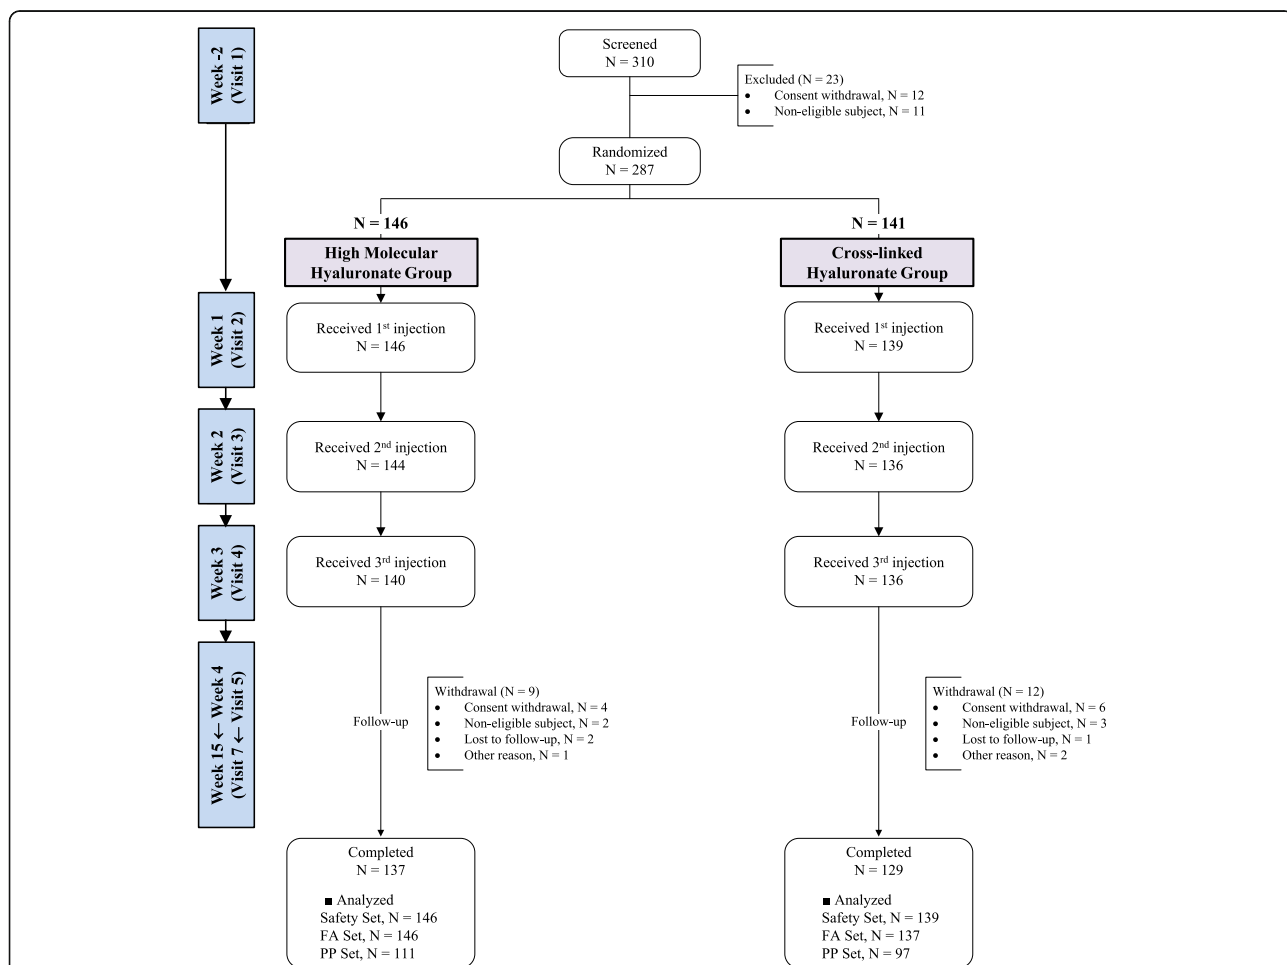 Week -2
(Visit 1)
Screened
N = 310
Excluded (N = 23)
• Consent withdrawal, N = 12
• Non-eligible subject, N = 11
Randomized
N = 287
N = 146
N = 141
High Molecular
Hyaluronate Group
Cross-linked
Hyaluronate Group
Week 1
(Visit 2)
Received 1st injection
N = 146
Received 1st injection
N = 139
Week 2
(Visit 3)
Received 2nd injection
N = 144
Received 2nd injection
N = 136
Week 3
(Visit 4)
Received 3rd injection
N = 140
Received 3rd injection
N = 136
Week 15 ← Week 4
(Visit 7 ← Visit 5)
Follow-up
Withdrawal (N = 9)
• Consent withdrawal, N = 4
• Non-eligible subject, N = 2
• Lost to follow-up, N = 2
• Other reason, N = 1
Follow-up
Withdrawal (N = 12)
• Consent withdrawal, N = 6
• Non-eligible subject, N = 3
• Lost to follow-up, N = 1
• Other reason, N = 2
Completed
N = 137
■ Analyzed
Safety Set, N = 146
FA Set, N = 146
PP Set, N = 111
Completed
N = 129
■ Analyzed
Safety Set, N = 139
FA Set, N = 137
PP Set, N = 97